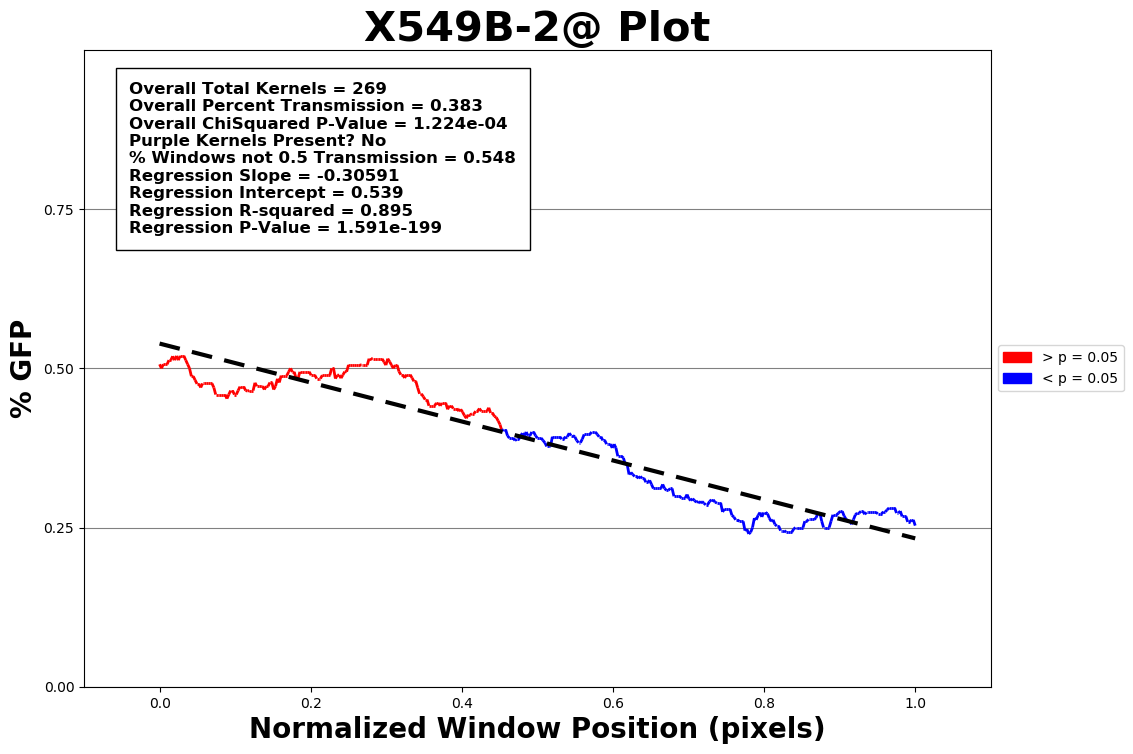 X549B-2@ Plot
Overall Total Kernels = 269
Overall Percent Transmission = 0.383
Overall ChiSquared P-Value = 1.224e-04
Purple Kernels Present? No
% Windows not 0.5 Transmission = 0.548
Regression Slope = -0.30591
Regression Intercept = 0.539
Regression R-squared = 0.895
Regression P-Value = 1.591e-199
% GFP
0.75
0.50
0.25
0.00
> p = 0.05
< p = 0.05
0.0 0.2 0.4 0.6 0.8 1.0
Normalized Window Position (pixels)